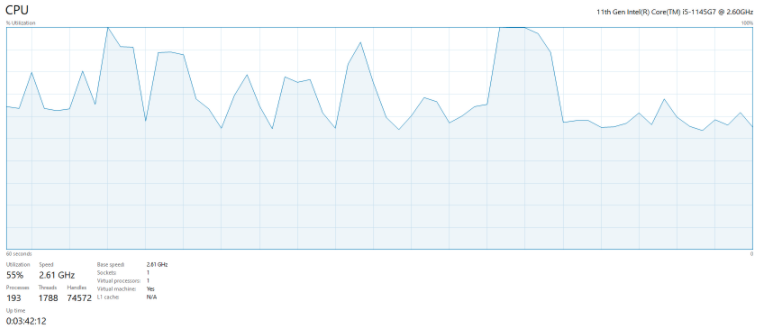 CPU
11th Gen Intel(R) Core(TM) i5-1145G7 @ 2.60GHz
% Utilization
100%
60 seconds
0
Utilization
Speed
55%
2.61 GHz
Processes
Threads
Handles
193
1788
74572
Up time
0:03:42:12
Base speed:
2.61 GHz
Sockets:
1
Virtual processors:
1
Virtual machine:
Yes
L1 cache:
N/A